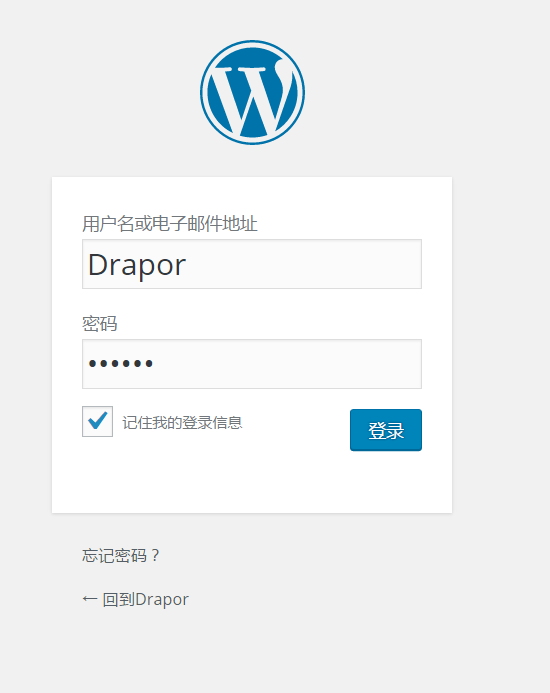 用户名或电子邮件地址
Drapor
密码
••••••
记住我的登录信息
登录
忘记密码？
← 回到Drapor